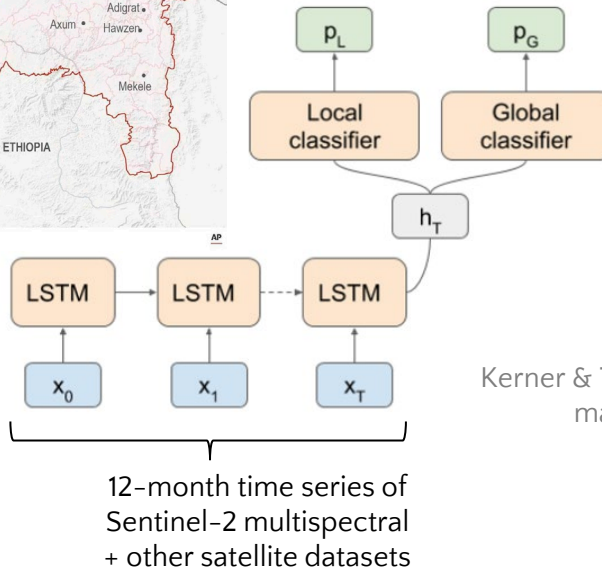 Adigrat
Axum
Hawzen
Mekele
ETHIOPIA
AP
p_L
p_G
Local
classifier
Global
classifier
h_T
LSTM
LSTM
LSTM
x_0
x_1
x_T
Kerner &
12-month time series of
Sentinel-2 multispectral
+ other satellite datasets